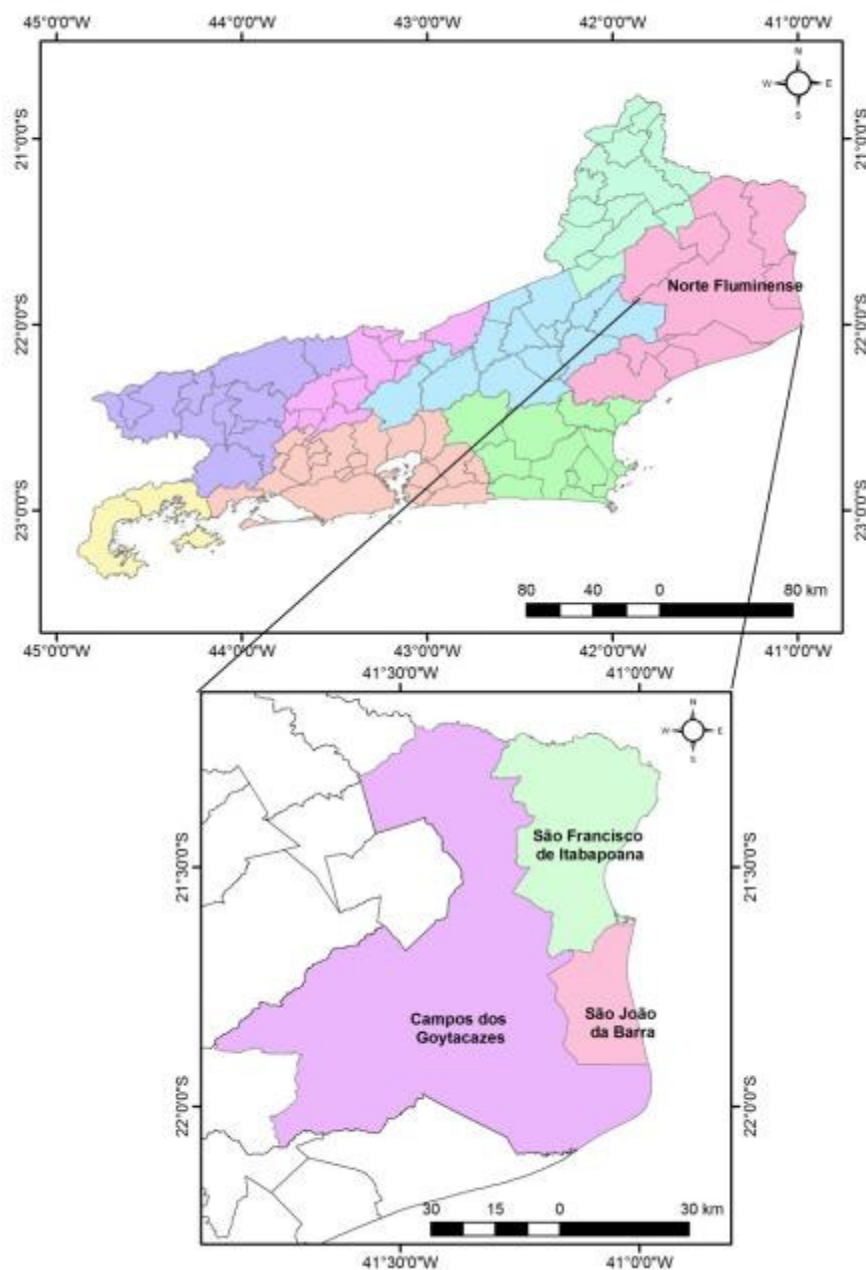 45°0'0"W 44°0'0"W 43°0'0"W 42°0'0"W 41°0'0"W
N
W E
S
21°0'0"S 21°0'0"S
Norte Fluminense
22°0'0"S 22°0'0"S
23°0'0"S 23°0'0"S
80 40 0 80 km
45°0'0"W 44°0'0"W 43°0'0"W 42°0'0"W 41°0'0"W
41°30'0"W 41°0'0"W
N
W E
S
São Francisco
de Itabapoana
21°30'0"S 21°30'0"S
Campos dos
Goytacazes
São João
da Barra
22°0'0"S 22°0'0"S
30 15 0 30 km
41°30'0"W 41°0'0"W